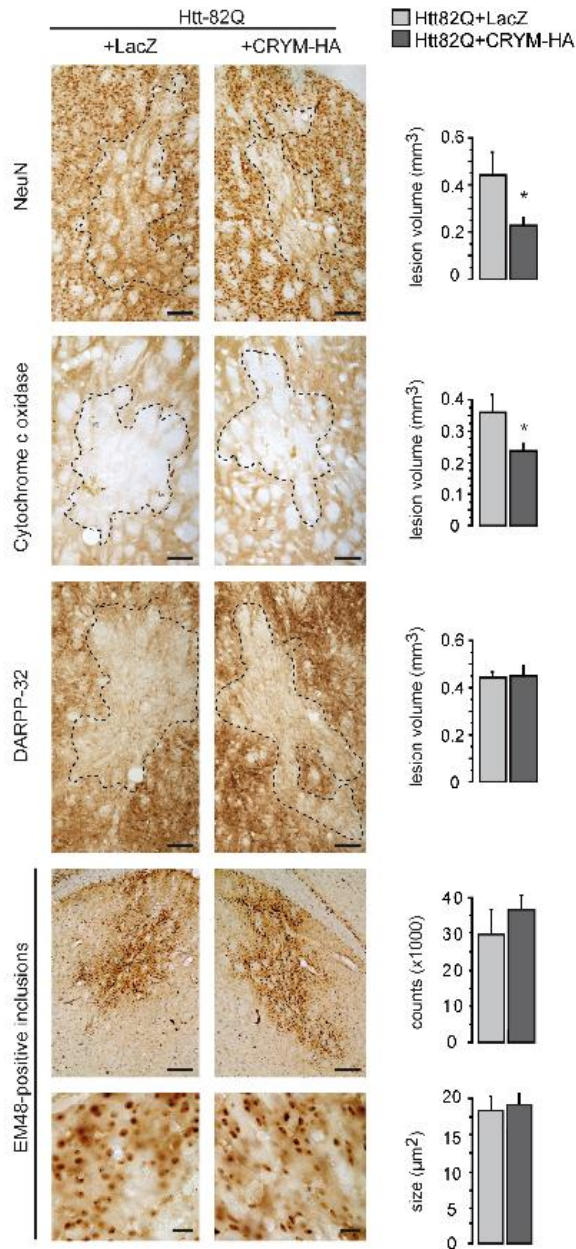 Htt-82Q
+LacZ +CRYM-HA
Htt82Q+LacZ
Htt82Q+CRYM-HA
NeuN
lesion volume (mm³)
0.6
0.4
0.2
0
*
Cytochrome c oxidase
lesion volume (mm³)
0.4
0.3
0.2
0.1
0
*
DARPP-32
lesion volume (mm³)
0.6
0.4
0.2
0
EM48-positive inclusions
counts (x1000)
40
30
20
10
0
size (µm²)
20
15
10
5
0